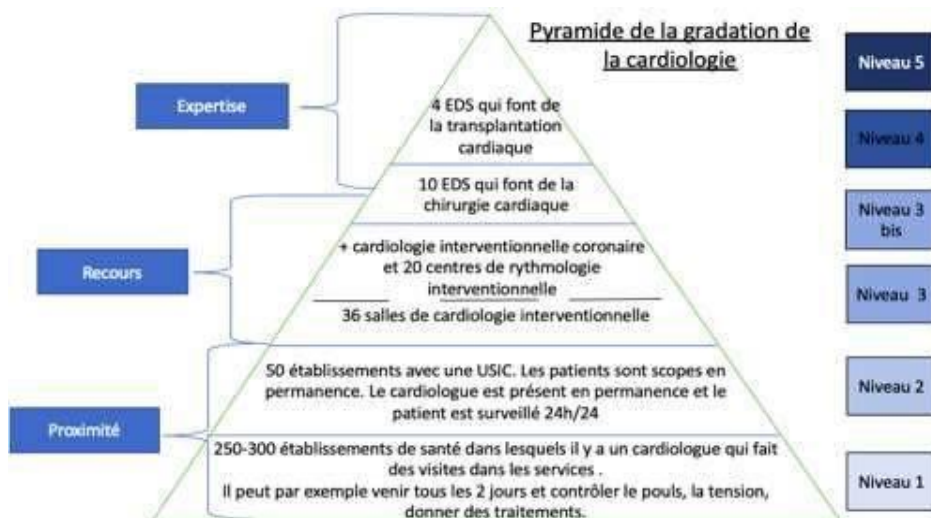 Pyramide de la gradation de
la cardiologie
Niveau 5
Expertise
4 EDS qui font de
la transplantation
cardiaque
Niveau 4
10 EDS qui font de la
chirurgie cardiaque
Niveau 3
bis
+ cardiologie interventionnelle coronaire
et 20 centres de rythmologie
interventionnelle
Recours
Niveau 3
36 salles de cardiologie interventionnelle
50 établissements avec une USIC. Les patients sont scopes en
permanence. Le cardiologue est présent en permanence et le
patient est surveillé 24h/24
Niveau 2
Proximité
250-300 établissements de santé dans lesquels il y a un cardiologue qui fait
des visites dans les services .
Il peut par exemple venir tous les 2 jours et contrôler le pouls, la tension,
donner des traitements.
Niveau 1